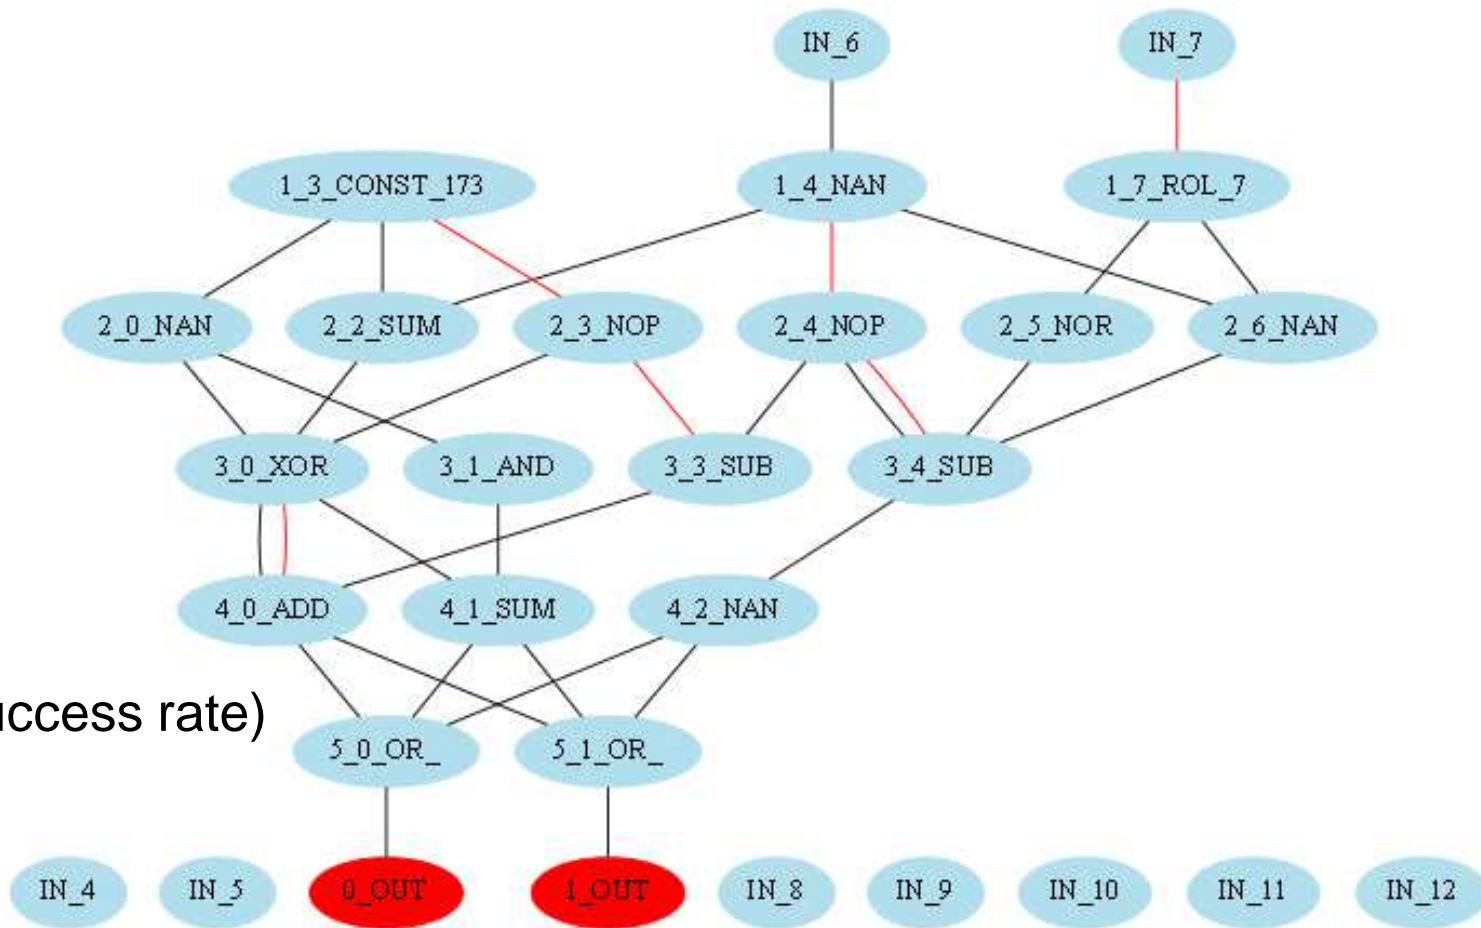 IN_6 IN_7
1_3_CONST_173 1_4_NAN 1_7_ROL_7
2_0_NAN 2_2_SUM 2_3_NOP 2_4_NOP 2_5_NOR 2_6_NAN
3_0_XOR 3_1_AND 3_3_SUB 3_4_SUB
4_0_ADD 4_1_SUM 4_2_NAN
uccess rate)
5_0_OR_ 5_1_OR_
IN_4 IN_5 0_OUT 1_OUT IN_8 IN_9 IN_10 IN_11 IN_12